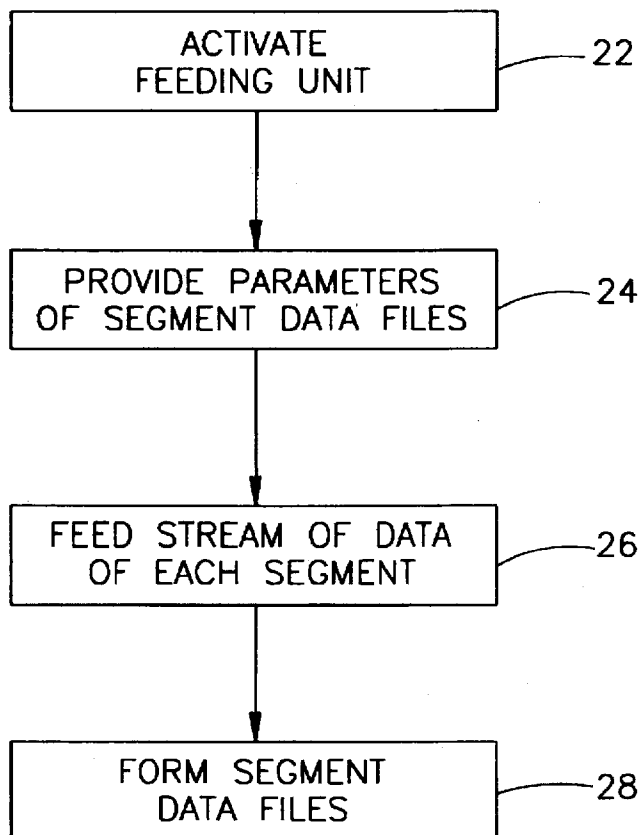 ACTIVATE
FEEDING UNIT
22
PROVIDE PARAMETERS
OF SEGMENT DATA FILES
24
FEED STREAM OF DATA
OF EACH SEGMENT
26
FORM SEGMENT
DATA FILES
28